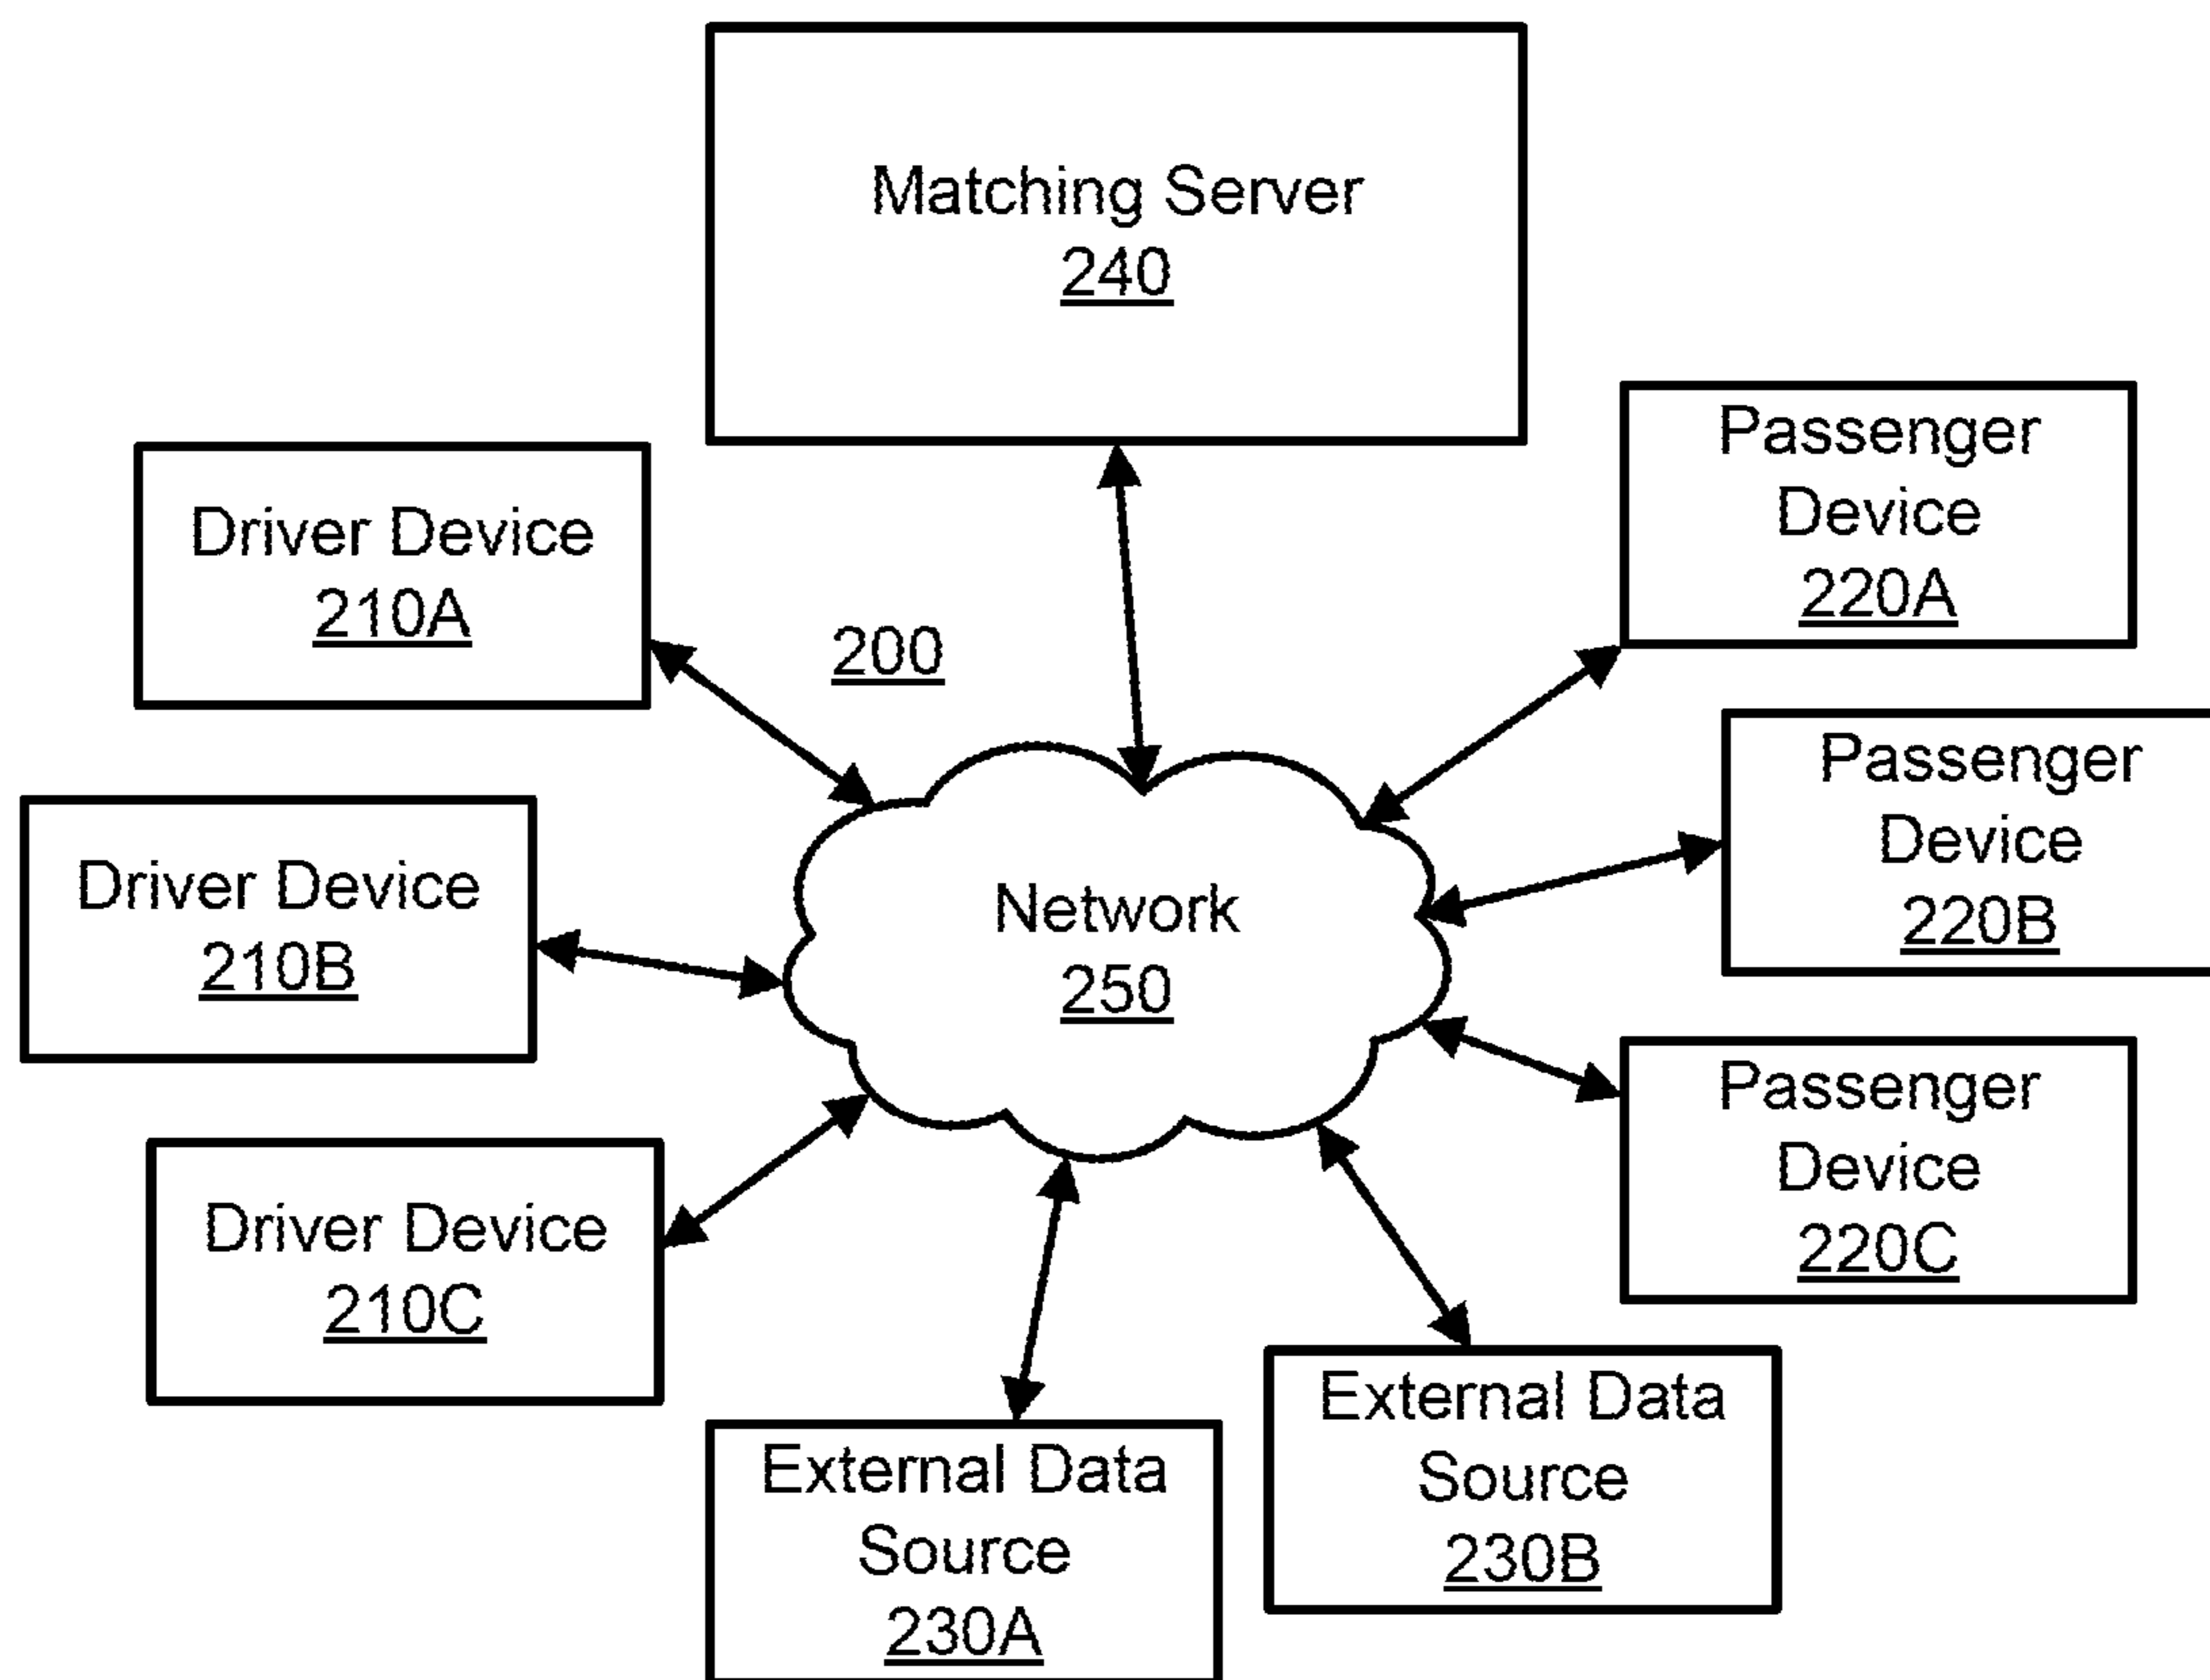 Matching Server
240
Driver Device
210A
200
Passenger
Device
220A
Driver Device
210B
Network
250
Passenger
Device
220B
Driver Device
210C
Passenger
Device
220C
External Data
Source
230A
External Data
Source
230B